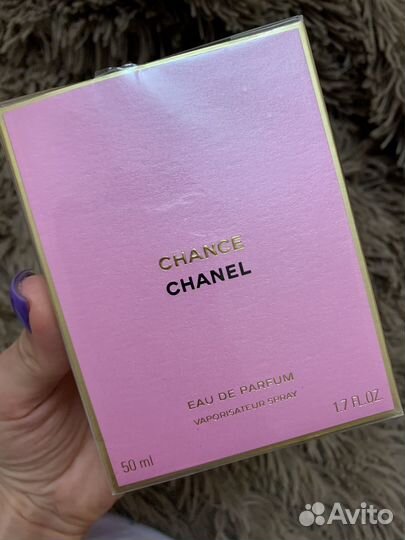 CHANCE
CHANEL
EAU DE PARFUM
VAPORISATEUR SPRAY
50 ml
1.7 FL.OZ
Avito